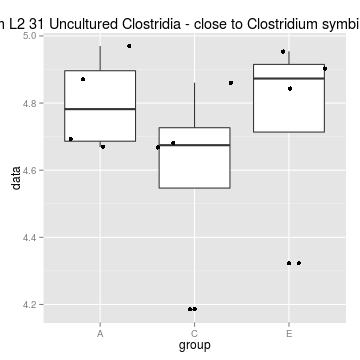 L2 31 Uncultured Clostridia - close to Clostridium
5.0
4.8
4.6
4.4
4.2
data
A
C
E
group